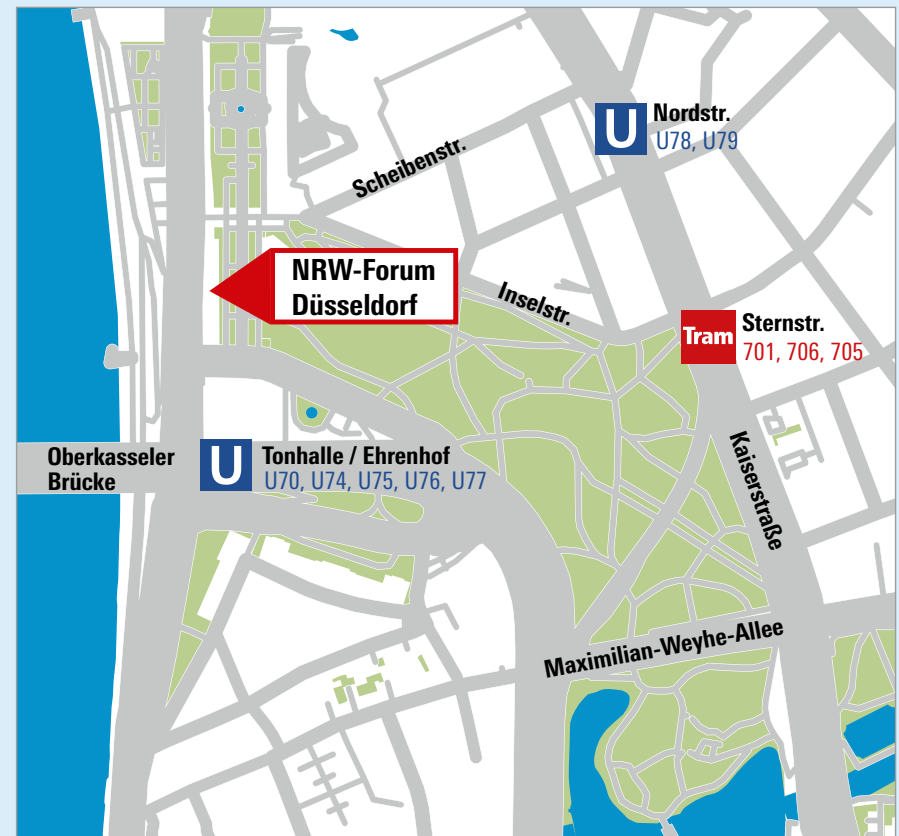 U
Nordstr.
U78, U79
Scheibenstr.
NRW-Forum
Düsseldorf
Inselstr.
Tram
Sternstr.
701, 706, 705
Oberkasseler
Brücke
U
Tonhalle / Ehrenhof
U70, U74, U75, U76, U77
Kaiserstraße
Maximilian-Weyhe-Allee